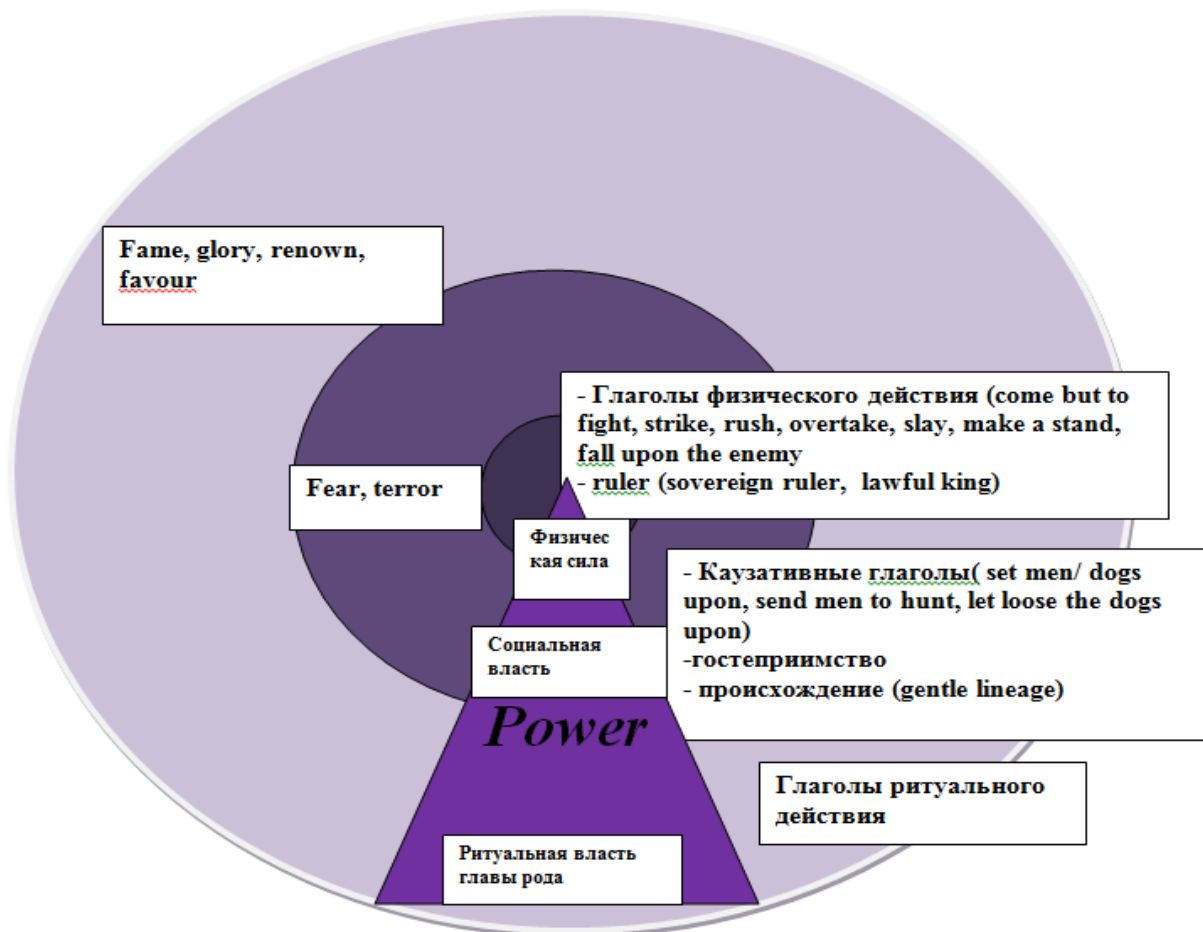 Fame, glory, renown,
favour
- Глаголы физического действия (come but to
fight, strike, rush, overtake, slay, make a stand,
fall upon the enemy
- ruler (sovereign ruler, lawful king)
Fear, terror
Физичес
кая сила
- Каузативные глаголы( set men/ dogs
upon, send men to hunt, let loose the dogs
upon)
-гостеприимство
- происхождение (gentle lineage)
Социальная
власть
Power
Глаголы ритуального
действия
Ритуальная власть
главы рода